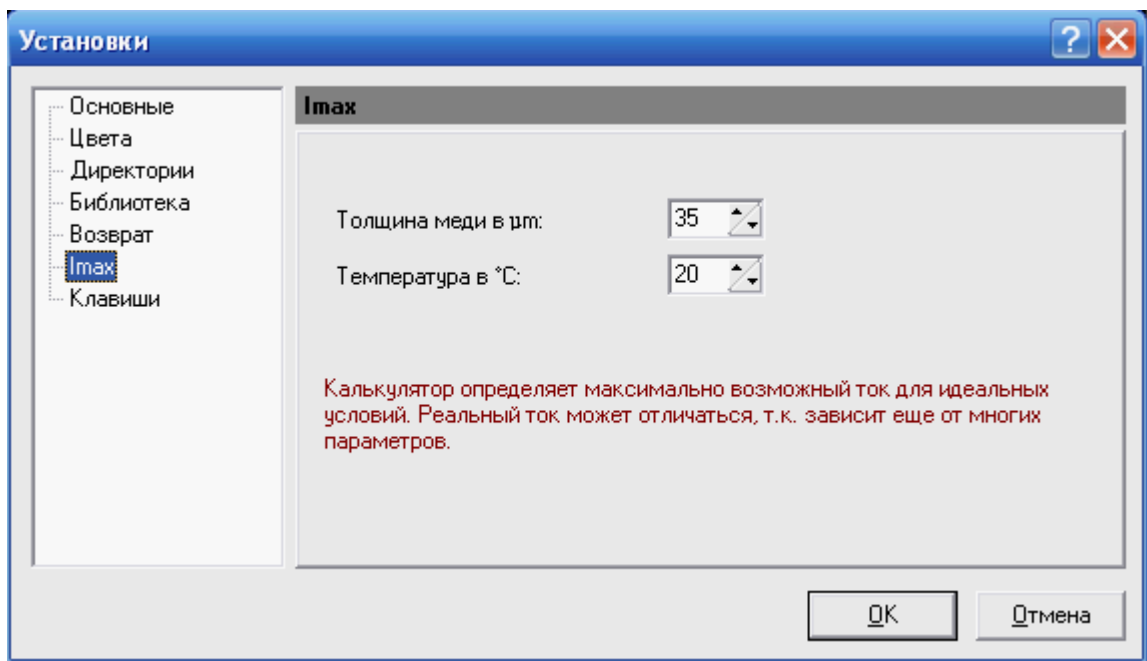 Установки
Основные
Цвета
Директории
Библиотека
Возврат
Imax
Клавиши
Imax
Толщина меди в µm: 35
Температура в °C: 20
Калькулятор определяет максимально возможный ток для идеальных
условий. Реальный ток может отличаться, т.к. зависит еще от многих
параметров.
OK
Отмена